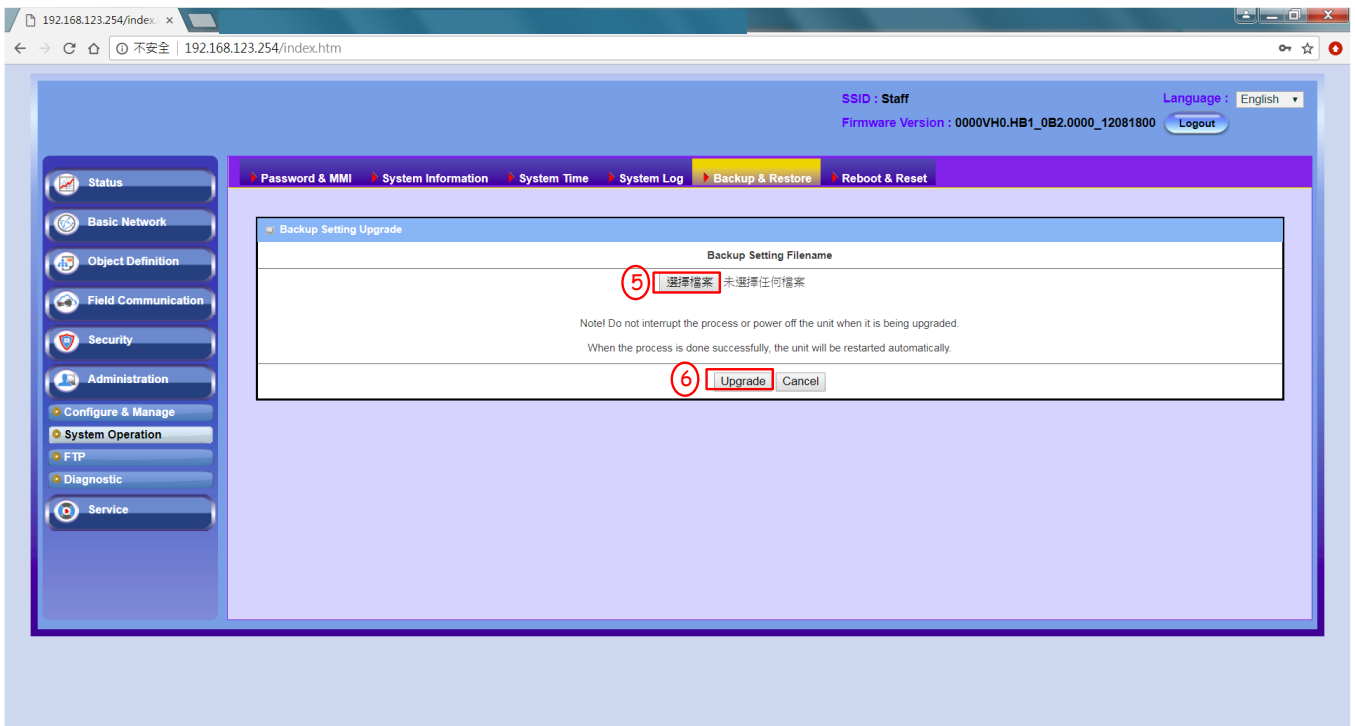 192.168.123.254/index.
不安全 | 192.168.123.254/index.htm
SSID : Staff
Language : English
Firmware Version : 0000VH0.HB1_0B2.0000_12081800
Logout
Status
Basic Network
Object Definition
Field Communication
Security
Administration
Configure & Manage
System Operation
FTP
Diagnostic
Service
Password & MMI
System Information
System Time
System Log
Backup & Restore
Reboot & Reset
Backup Setting Upgrade
Backup Setting Filename
5 選擇檔案 未選擇任何檔案
Note! Do not interrupt the process or power off the unit when it is being upgraded.
When the process is done successfully, the unit will be restarted automatically.
6 Upgrade Cancel